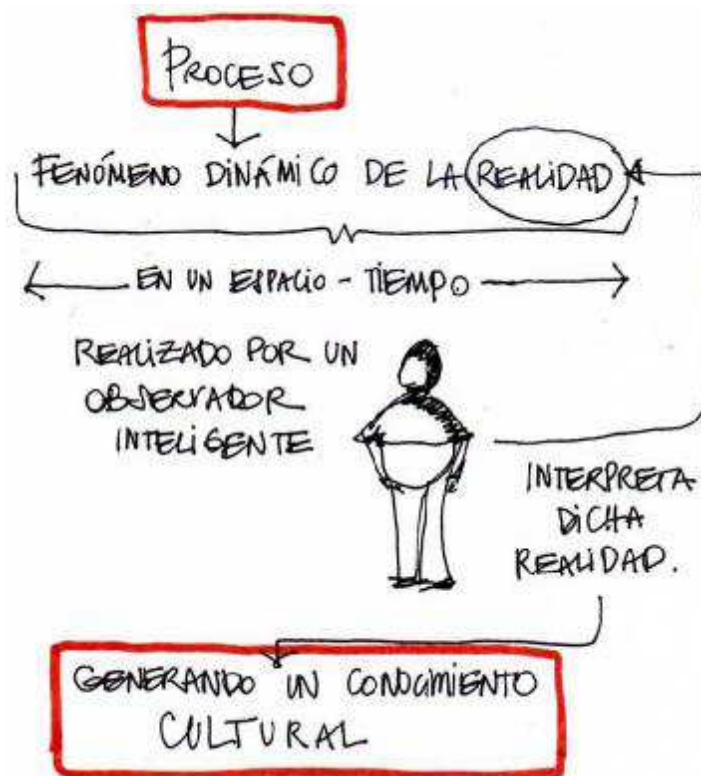 PROCESO
FENÓMENO DINÁMICO DE LA REALIDAD
EN UN ESPACIO - TIEMPO
REALIZADO POR UN
OBSERVADOR
INTELIGENTE
INTERPRETA
DICHA
REALIDAD.
GENERANDO UN CONOCIMIENTO
CULTURAL